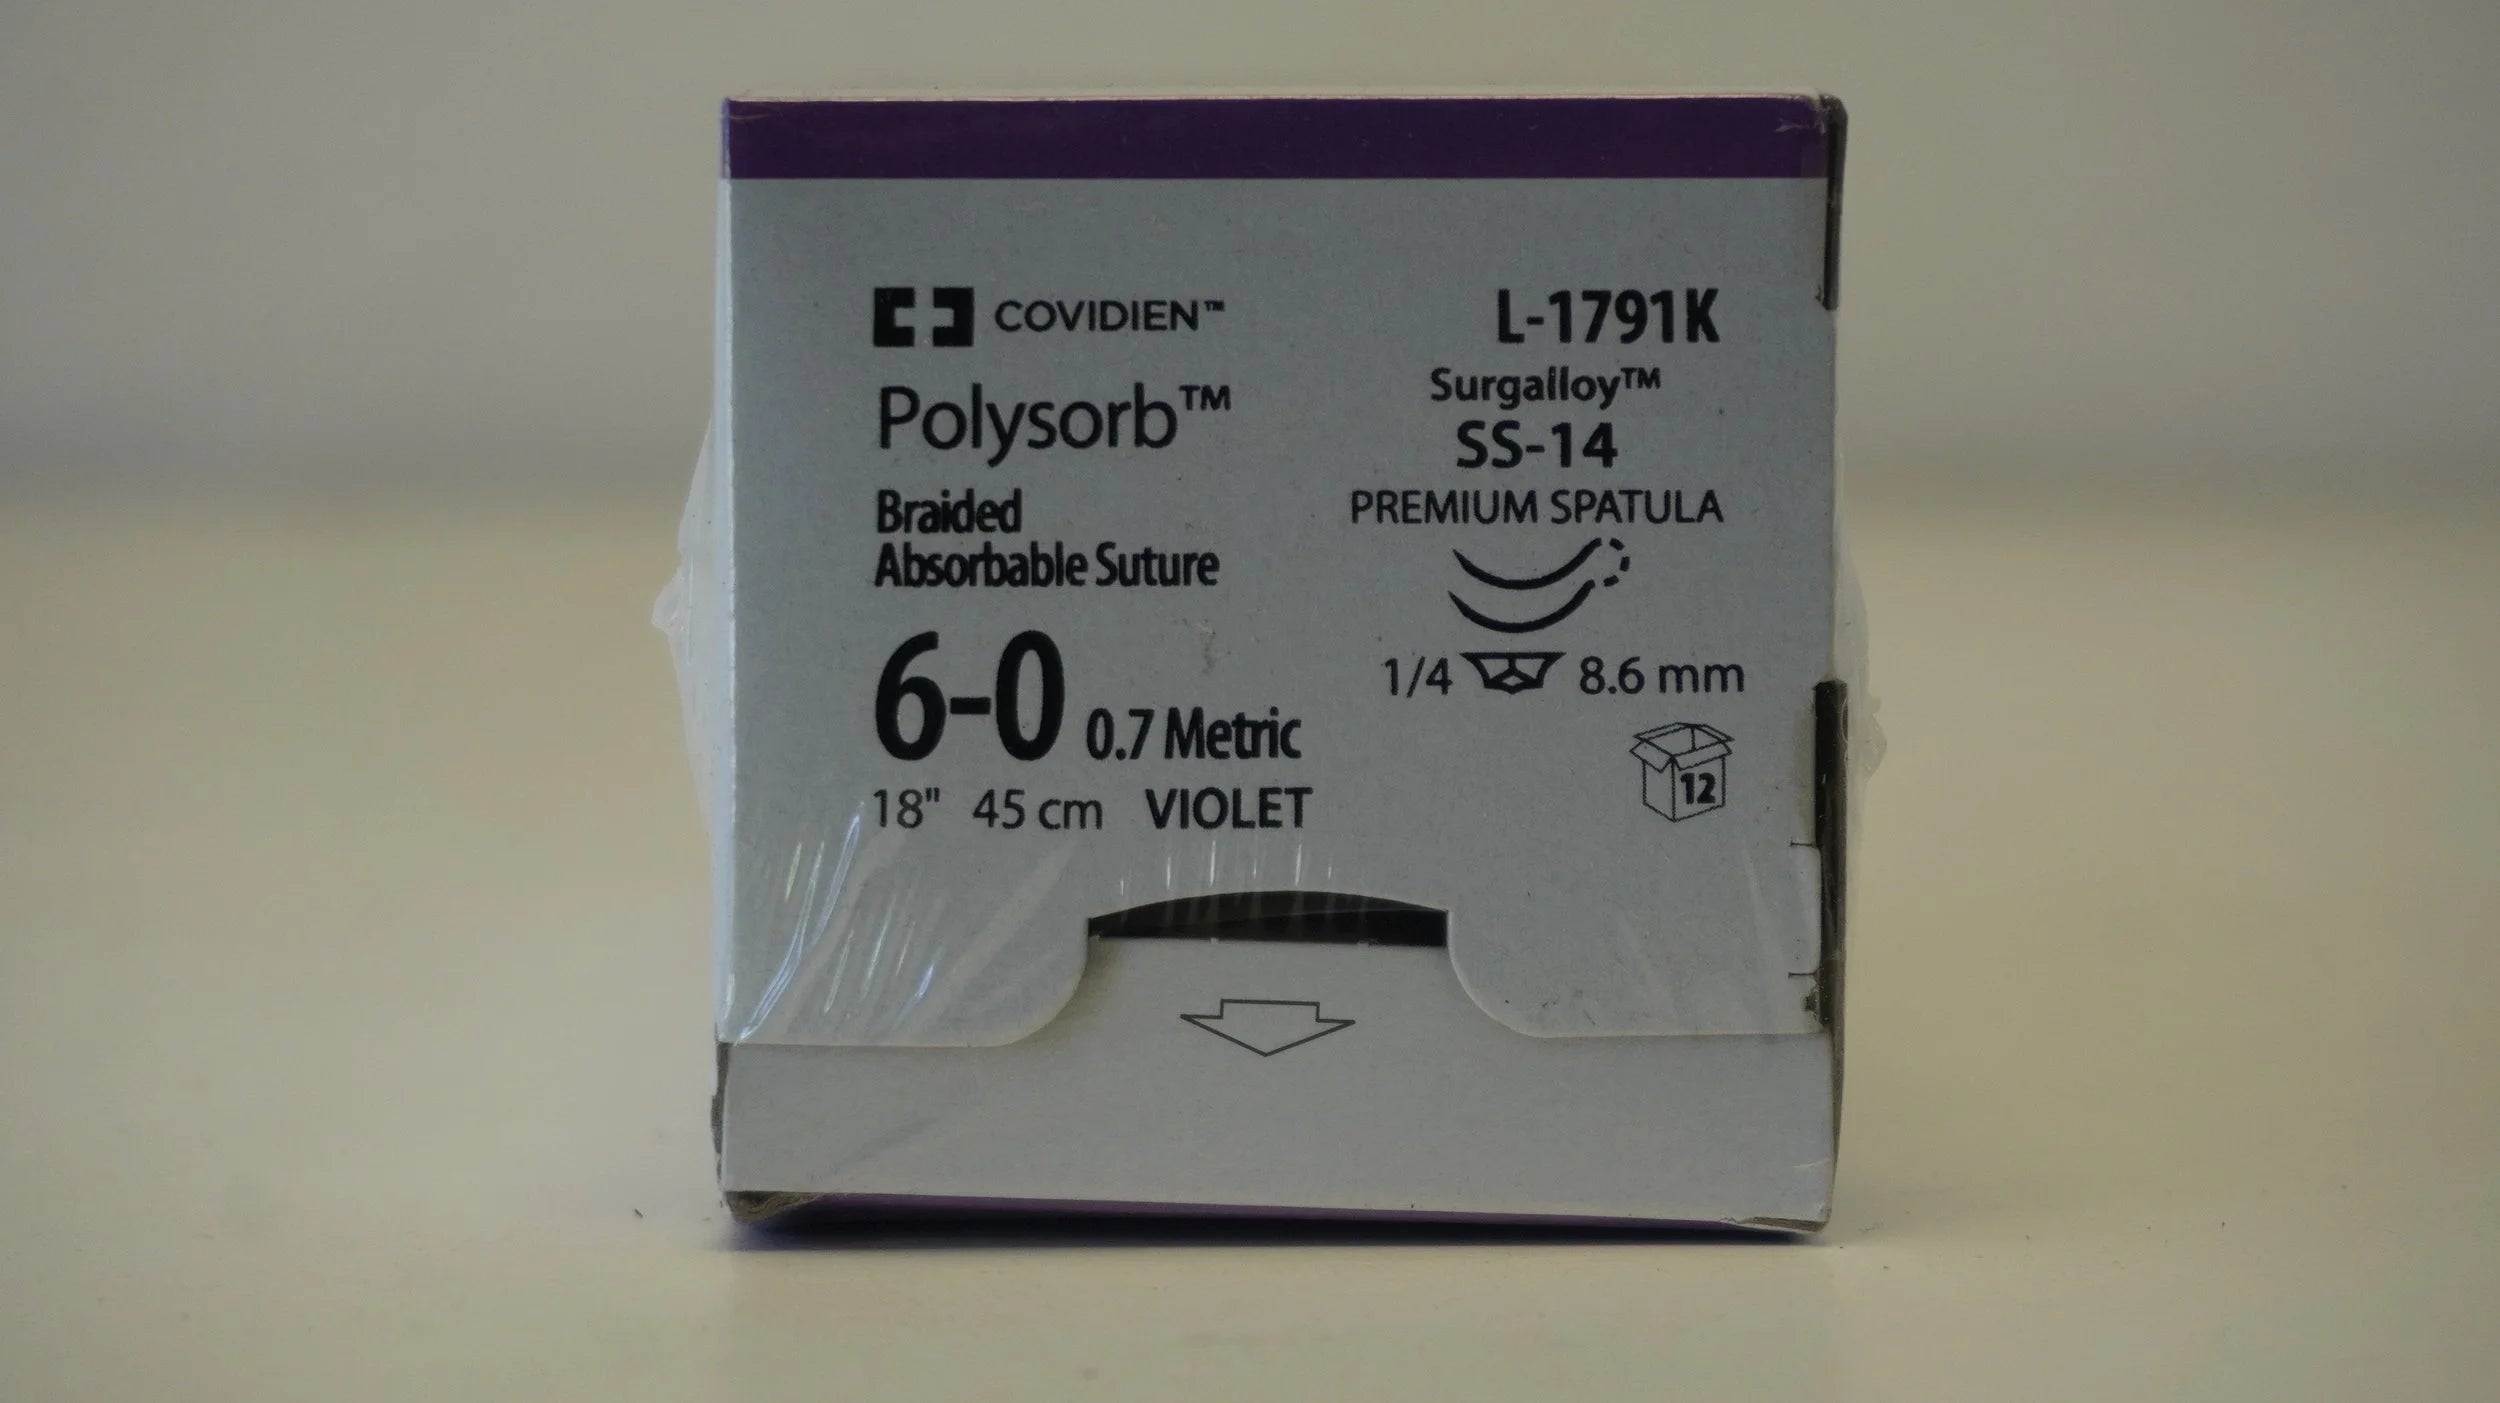 COVIDIEN™
Polysorb™
Braided
Absorbable Suture
6-0 0.7 Metric
18" 45 cm VIOLET
L-1791K
Surgalloy™
SS-14
PREMIUM SPATULA
1/4 8.6 mm
12